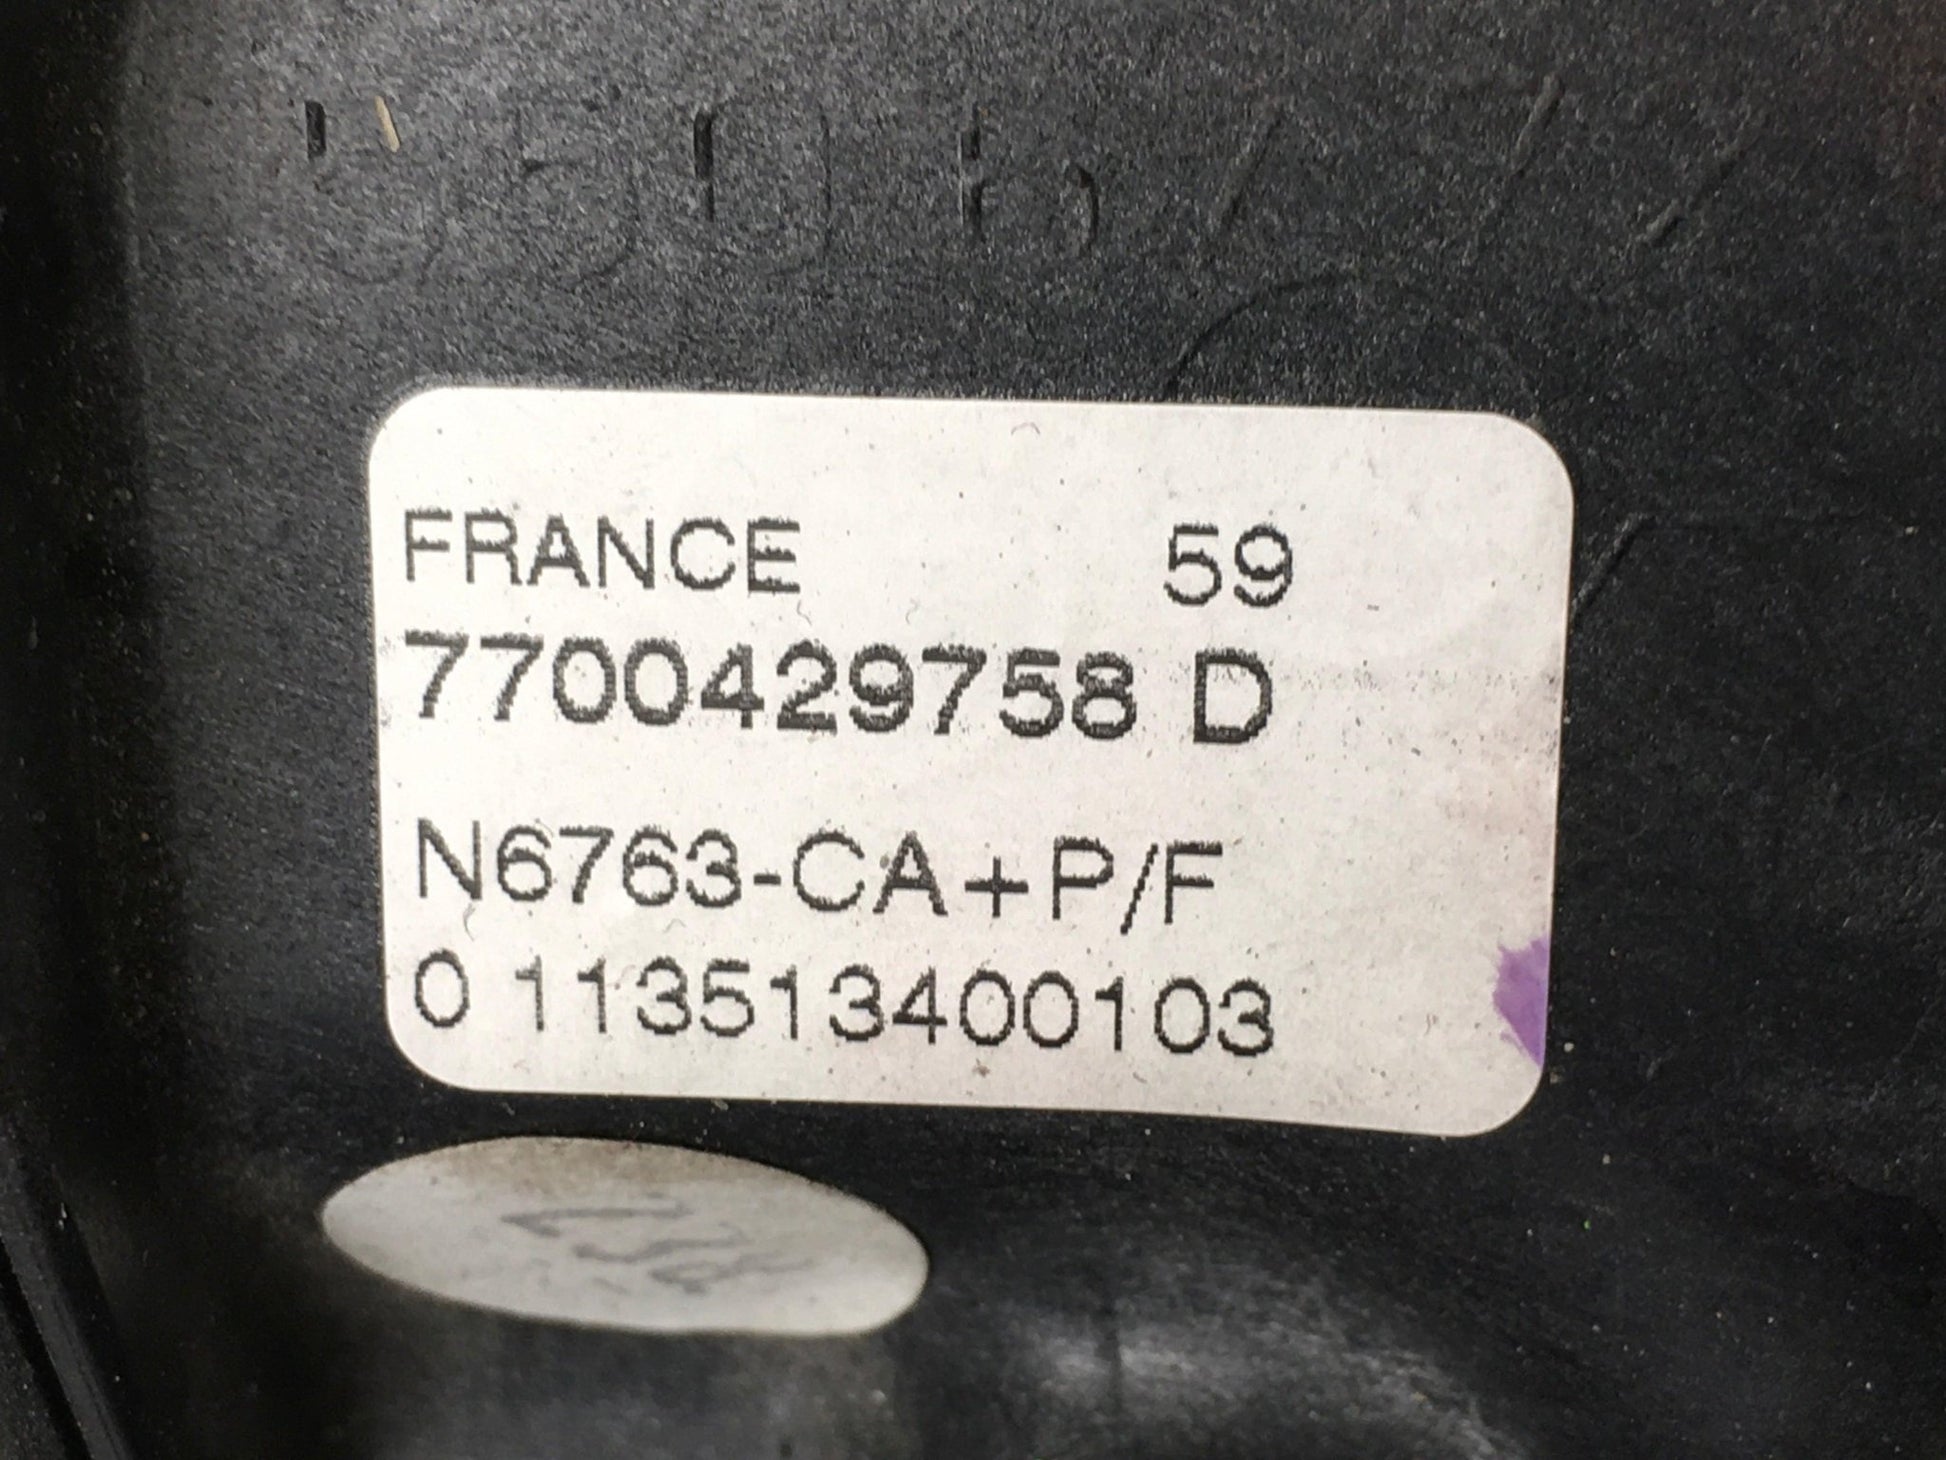 FRANCE 59
7700429758 D
N6763-CA+P/F
0 113513400103